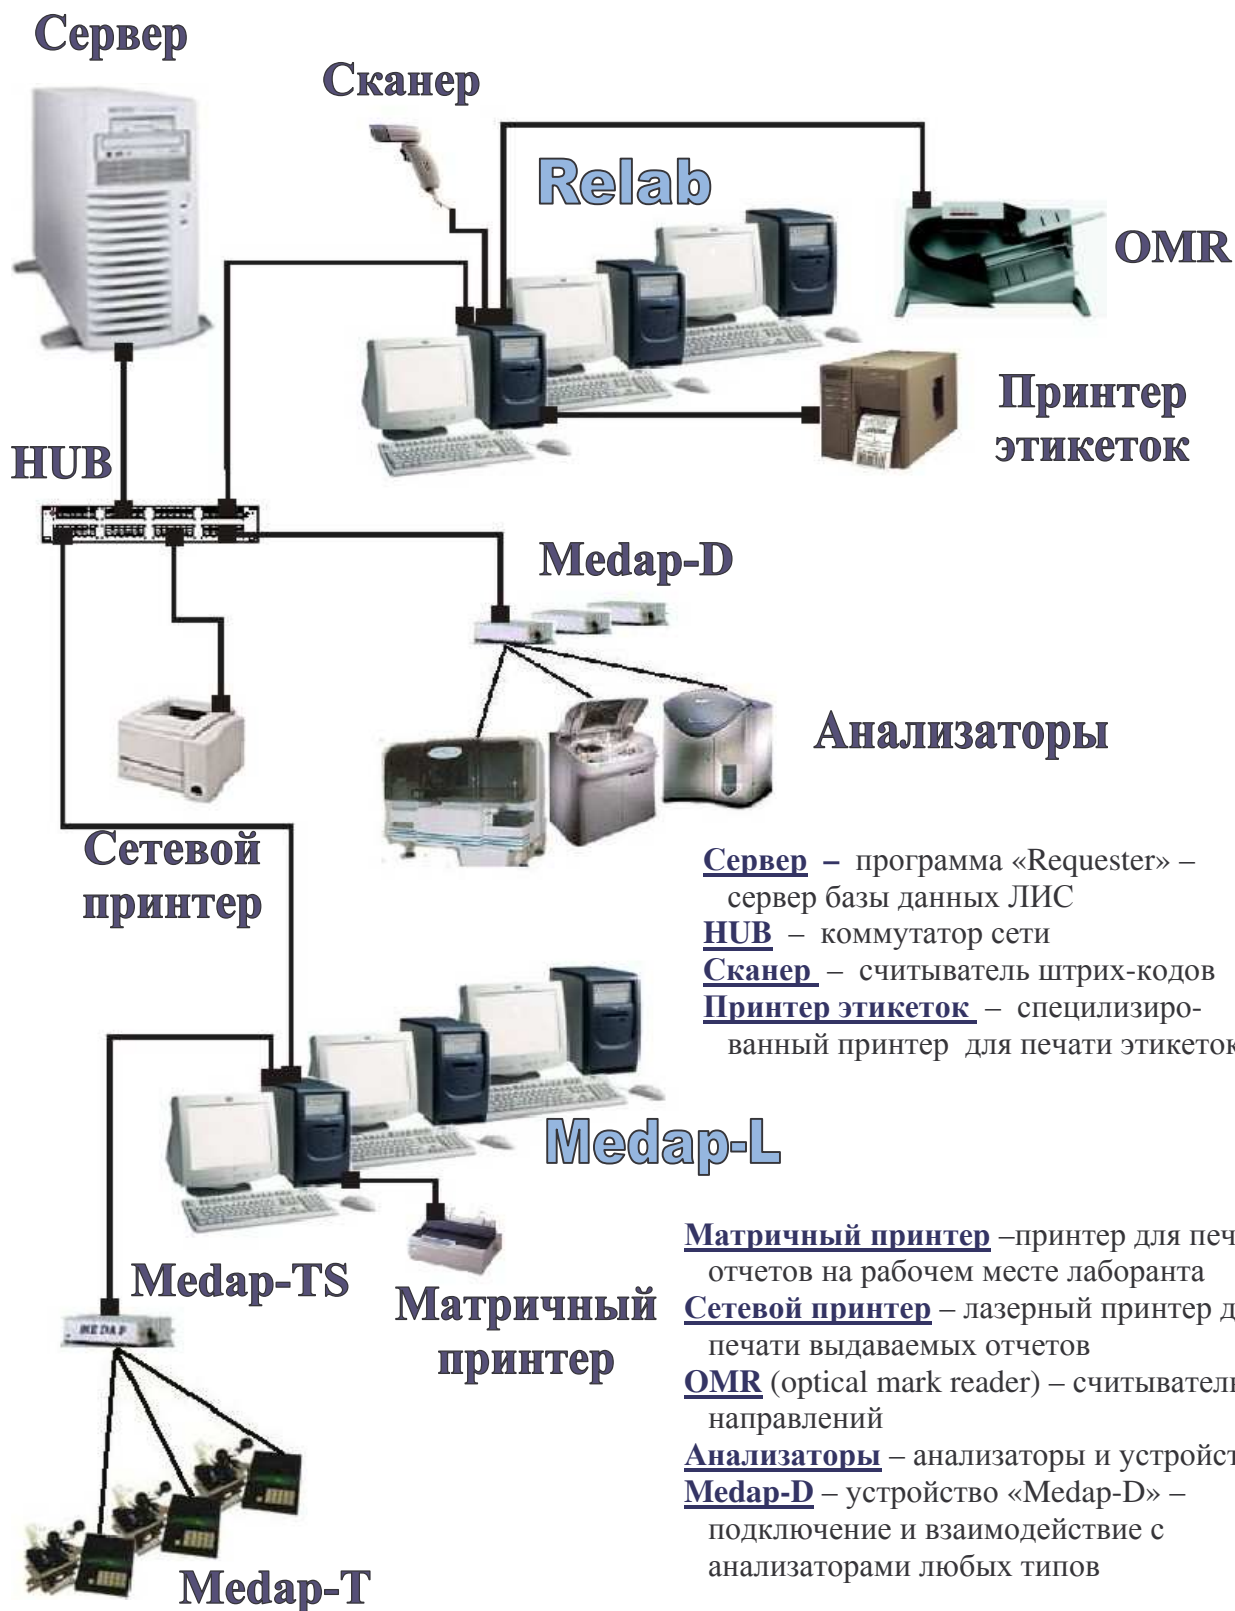 Сервер
Сканер
Relab
OMR
Принтер
этикеток
HUB
Medap-D
Анализаторы
Сетевой
принтер
Сервер – программа «Requester» –
сервер базы данных ЛИС
HUB – коммутатор сети
Сканер – считыватель штрих-кодов
Принтер этикеток – специлизиро-
ванный принтер для печати этикеток
Medap-L
Medap-TS
Матричный
принтер
MEDAP
Medap-T
Матричный принтер –принтер для печ
отчетов на рабочем месте лаборанта
Сетевой принтер – лазерный принтер д
печати выдаваемых отчетов
OMR (optical mark reader) – считыватель
направлений
Анализаторы – анализаторы и устройст
Medap-D – устройство «Medap-D» –
подключение и взаимодействие с
анализаторами любых типов